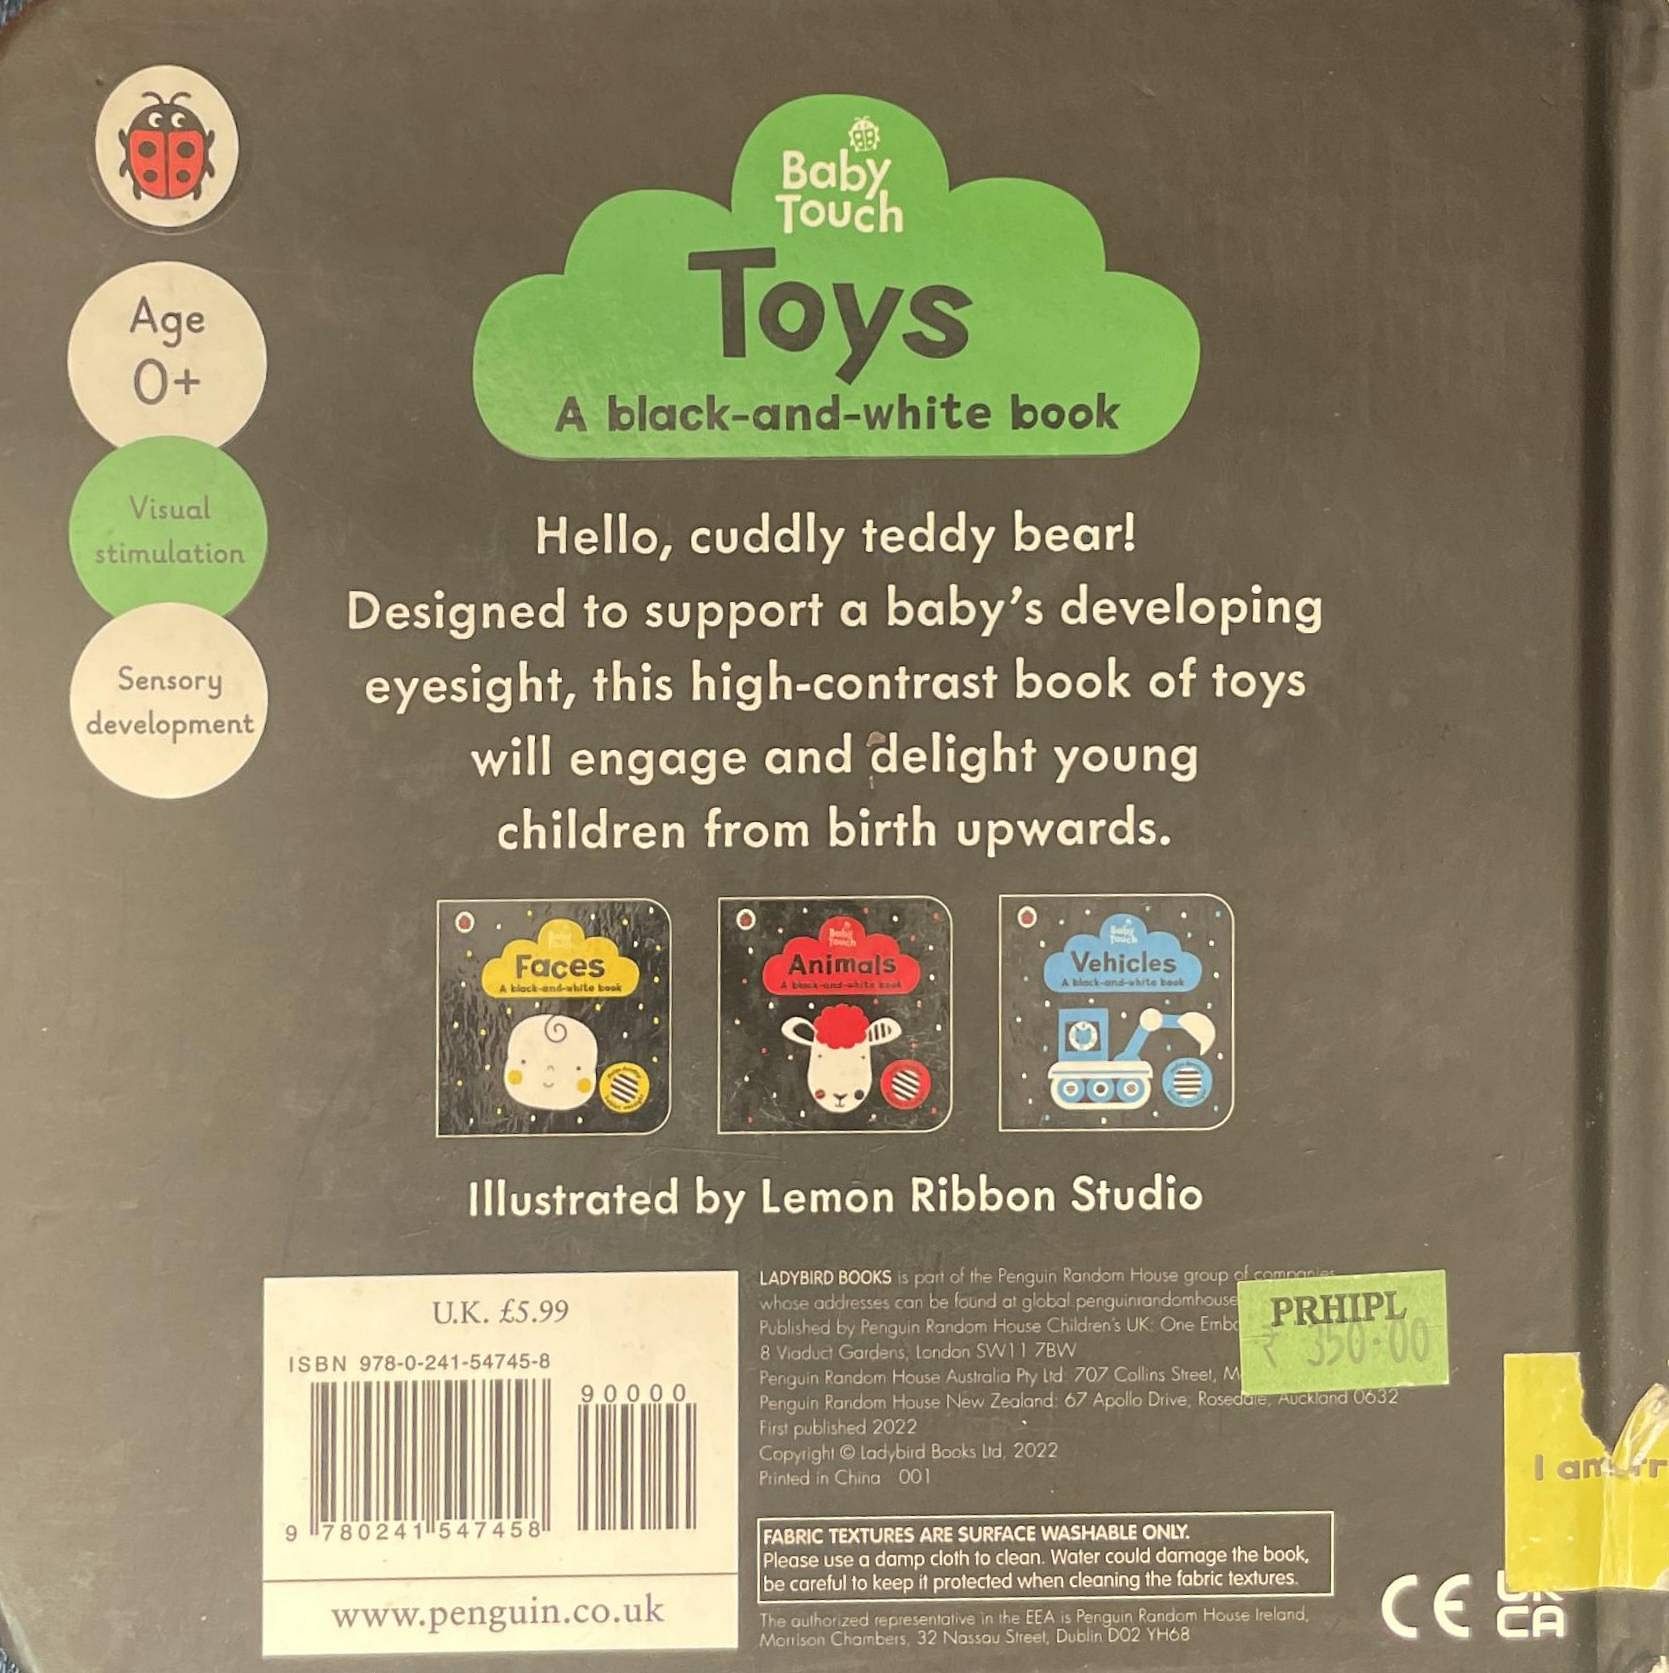 Baby
Touch
Toys
A black-and-white book
Age
0+
Visual
stimulation
Sensory
development
Hello, cuddly teddy bear!
Designed to support a baby's developing
eyesight, this high-contrast book of toys
will engage and delight young
children from birth upwards.
Baby
Touch
Faces
A black-and-white book
Baby
Touch
Animals
A black-and-white book
Baby
Touch
Vehicles
A black-and-white book
Illustrated by Lemon Ribbon Studio
U.K. £5.99
ISBN 978-0-241-54745-8
90000
9 780241 547458
www.penguin.co.uk
LADYBIRD BOOKS is part of the Penguin Random House group of companies
whose addresses can be found at global.penguinrandomhouse
Published by Penguin Random House Children's UK: One
8 Viaduct Gardens, London SW11 7BW
Penguin Random House Australia Pty Ltd: 707 Collins Street,
Penguin Random House New Zealand: 67 Apollo Drive, Rosedale, Auckland 0632
First published 2022
Copyright © Ladybird Books Ltd, 2022
Printed in China 001
PRHIPL
₹ 350.00
FABRIC TEXTURES ARE SURFACE WASHABLE ONLY.
Please use a damp cloth to clean. Water could damage the book,
be careful to keep it protected when cleaning the fabric textures.
The authorized representative in the EEA is Penguin Random House Ireland,
Morrison Chambers, 32 Nassau Street, Dublin D02 YH68
CE
UK
CA
I am